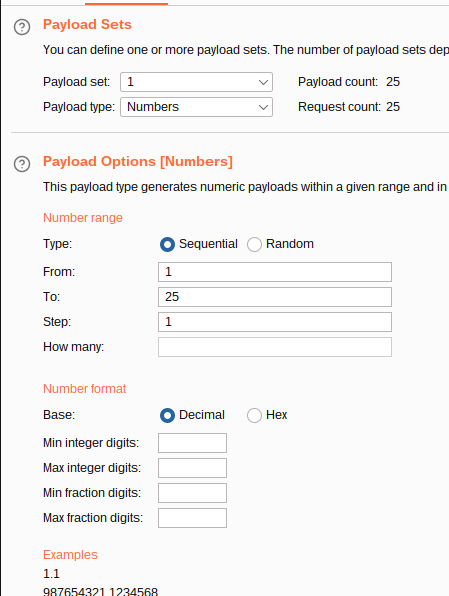 Payload Sets
You can define one or more payload sets. The number of payload sets dep
Payload set: 1 Payload count: 25
Payload type: Numbers Request count: 25
Payload Options [Numbers]
This payload type generates numeric payloads within a given range and in
Number range
Type: Sequential Random
From: 1
To: 25
Step: 1
How many:
Number format
Base: Decimal Hex
Min integer digits:
Max integer digits:
Min fraction digits:
Max fraction digits:
Examples
1.1
987654321.1234568